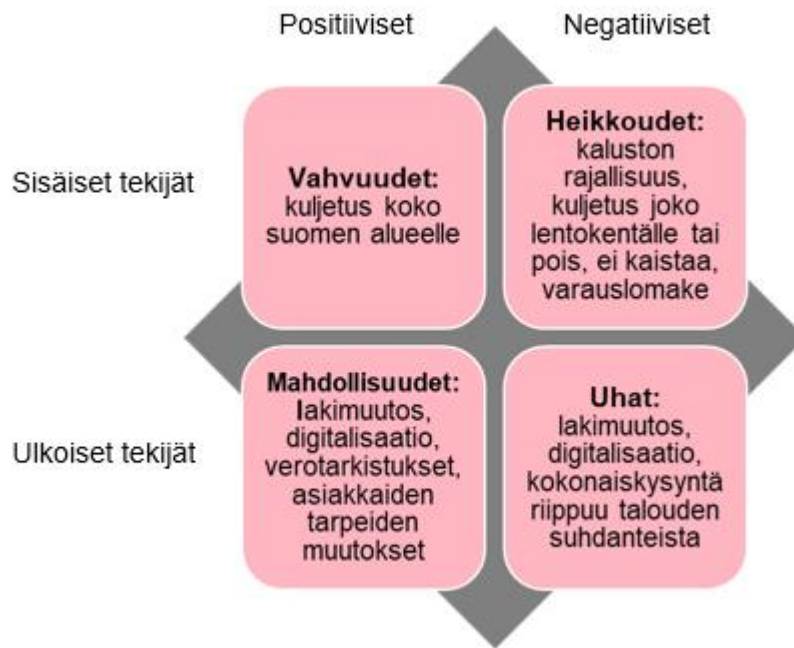 Positiiviset
Negatiiviset
Sisäiset tekijät
Vahvuudet:
kuljetus koko
suomen alueelle
Heikkoudet:
kaluston
rajallisuus,
kuljetus joko
lentokentälle tai
pois, ei kaistaa,
varauslomake
Ulkoiset tekijät
Mahdollisuudet:
lakimuutos,
digitalisaatio,
verotarkistukset,
asiakkaiden
tarpeiden
muutokset
Uhat:
lakimuutos,
digitalisaatio,
kokonaiskysyntä
riippuu talouden
suhdanteista